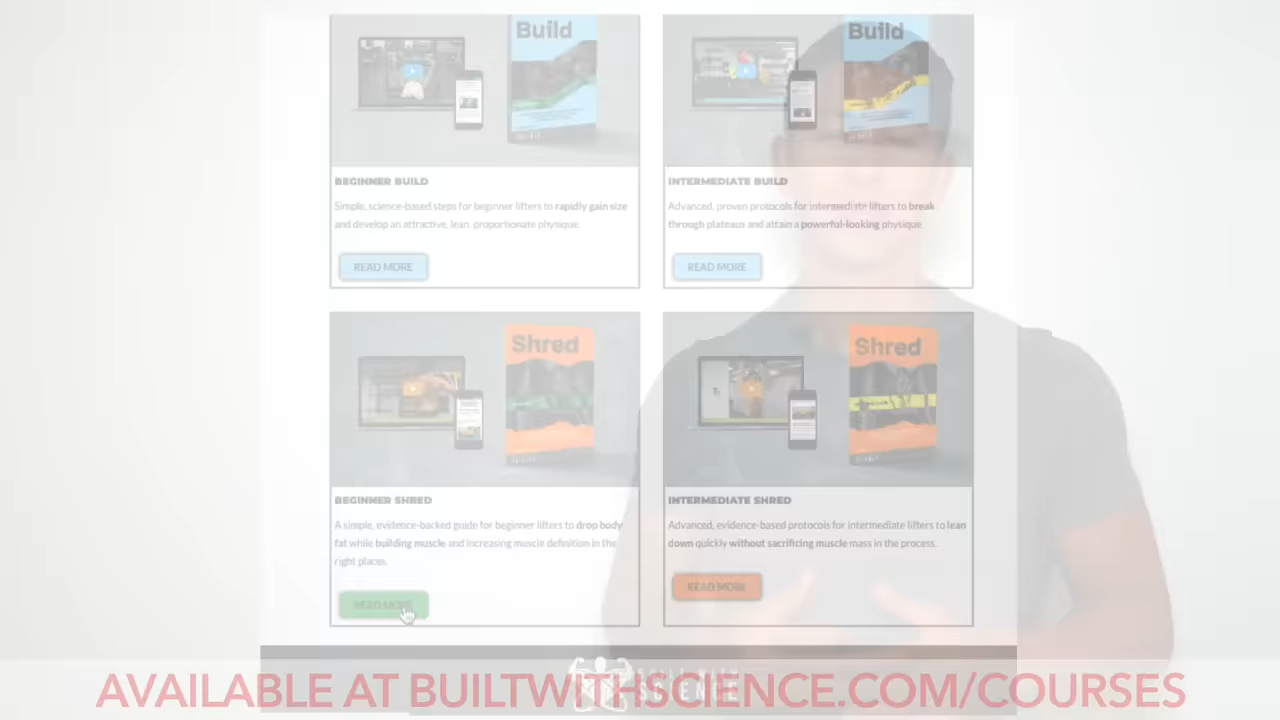 Build
Build
BEGINNER BUILD
Simple, science-based steps for beginner lifters to rapidly gain size
and develop an attractive, lean, proportionate physique.
READ MORE
INTERMEDIATE BUILD
Advanced, proven protocols for intermediate lifters to break
through plateaus and attain a powerful-looking physique
READ MORE
Shred
Shred
BEGINNER SHRED
A simple, evidence-backed guide for beginner lifters to drop body
fat while building muscle and increasing muscle definition in the
right places.
READ MORE
INTERMEDIATE SHRED
Advanced, evidence-based protocols for intermediate lifters to lean
down quickly without sacrificing muscle mass in the process.
READ MORE
BUILT WITH
SCIENCE
AVAILABLE AT BUILTWITHSCIENCE.COM/COURSES